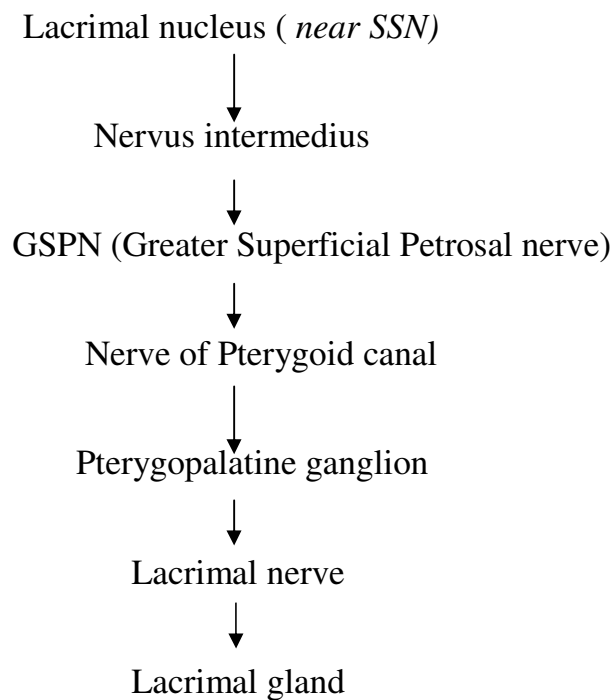 Lacrimal nucleus ( near SSN)
Nervus intermedius
GSPN (Greater Superficial Petrosal nerve)
Nerve of Pterygoid canal
Pterygopalatine ganglion
Lacrimal nerve
Lacrimal gland